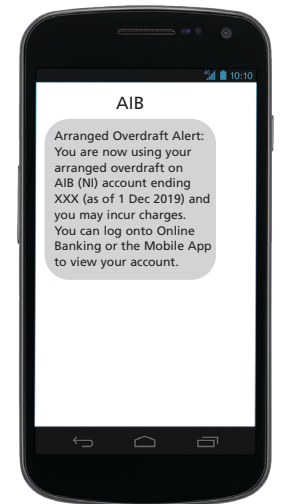 4G 10:10
AIB
Arranged Overdraft Alert:
You are now using your
arranged overdraft on
AIB (NI) account ending
XXX (as of 1 Dec 2019) and
you may incur charges.
You can log onto Online
Banking or the Mobile App
to view your account.